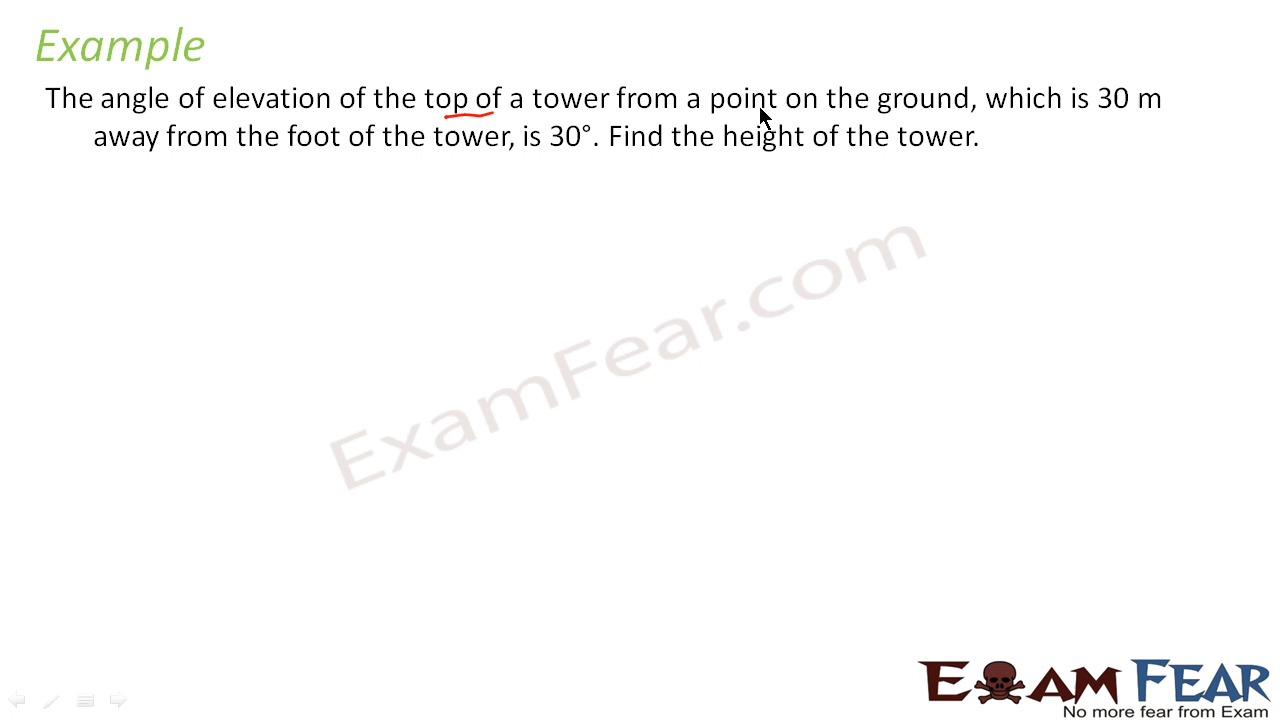 Example
The angle of elevation of the top of a tower from a point on the ground, which is 30 m
away from the foot of the tower, is 30°. Find the height of the tower.
ExamFear.com
EXAM FEAR
No more fear from Exam